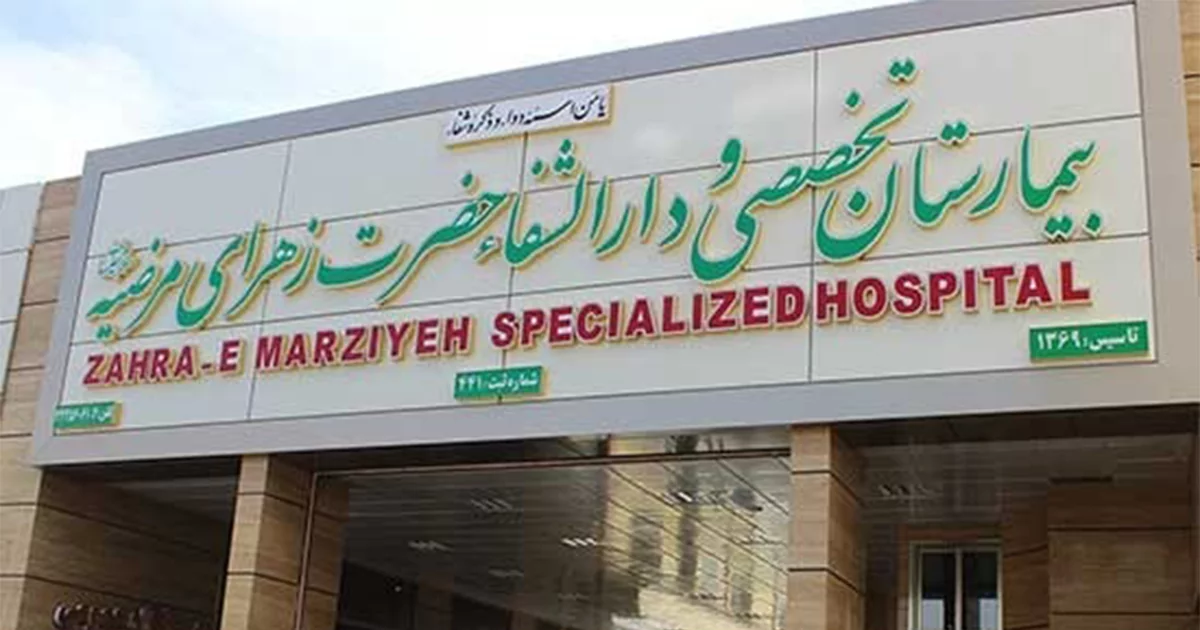 یا من اسمه دواء و ذکره شفاء
بیمارستان تخصصی و دارالشفاء حضرت زهرای مرضیه
ZAHRA-E MARZIYEH SPECIALIZED HOSPITAL
تاسیس: ۱۳۶۹
شماره ثبت: ۴۴۱